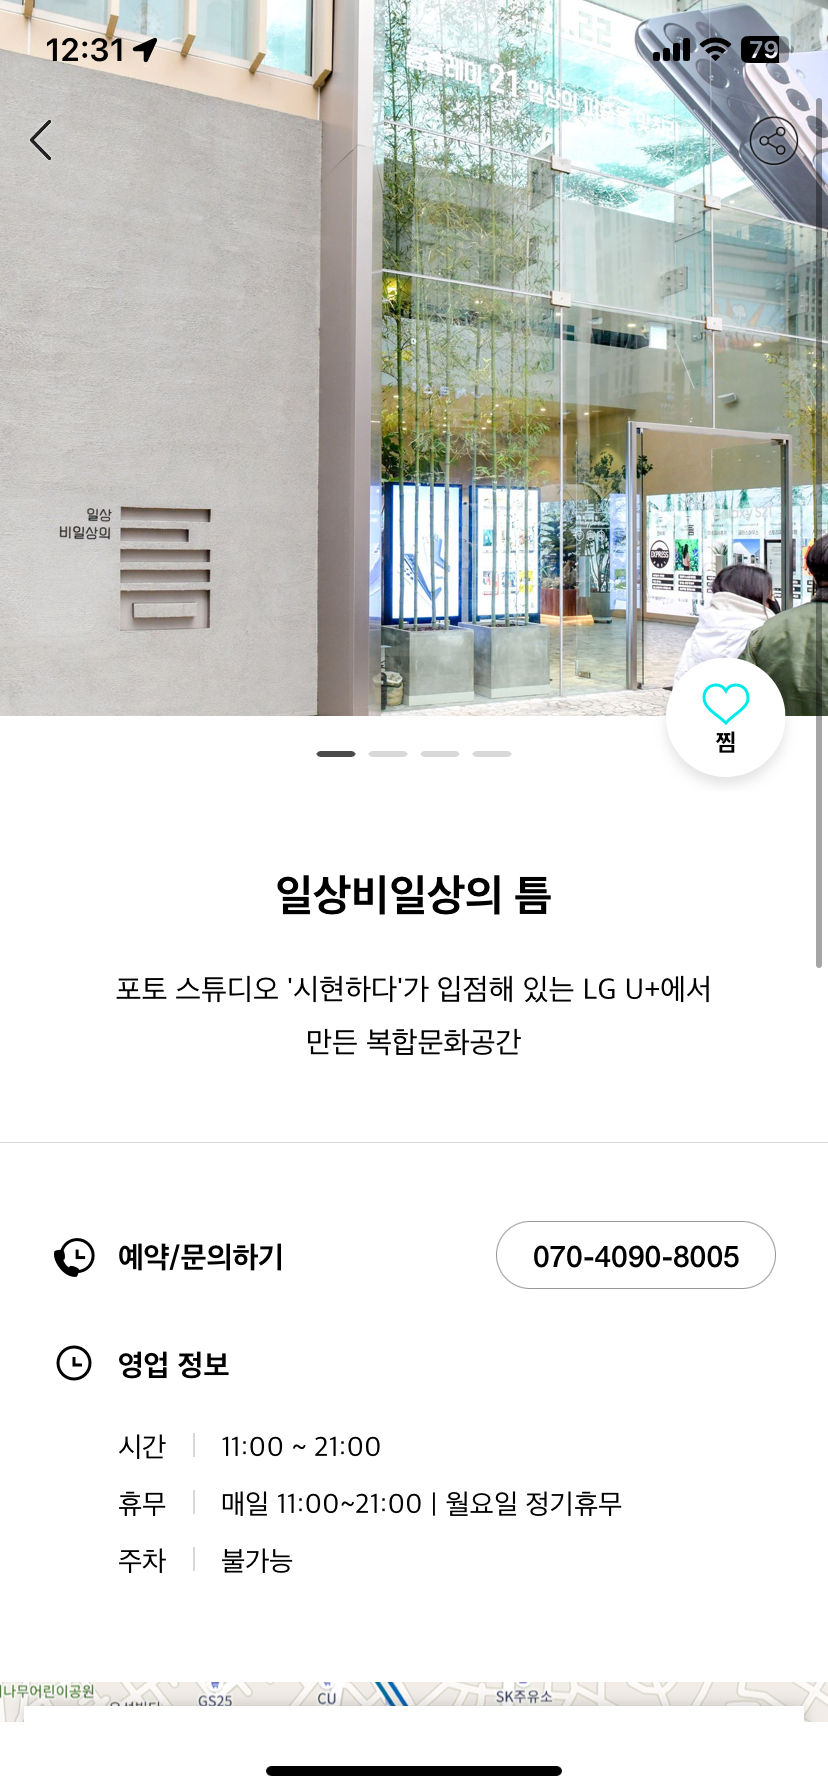 12:31
79
21 일상의
일상
비일상의
틈
EXPRESS
찜
일상비일상의 틈
포토 스튜디오 '시현하다'가 입점해 있는 LG U+에서
만든 복합문화공간
예약/문의하기
070-4090-8005
영업 정보
시간 | 11:00 ~ 21:00
휴무 | 매일 11:00~21:00 | 월요일 정기휴무
주차 | 불가능
나무어린이공원
GS25
CU
SK주유소